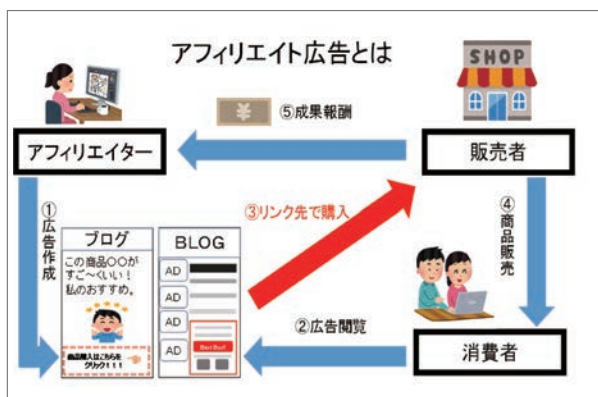 アフィリエイト広告とは
SHOP
¥
⑤成果報酬
アフィリエイター
販売者
①広告作成
③リンク先で購入
④商品販売
ブログ
この商品〇〇が
すご～くいい！
私のおすすめ。
商品購入はこちらを
クリック！！！
BLOG
AD
AD
AD
AD
②広告閲覧
消費者